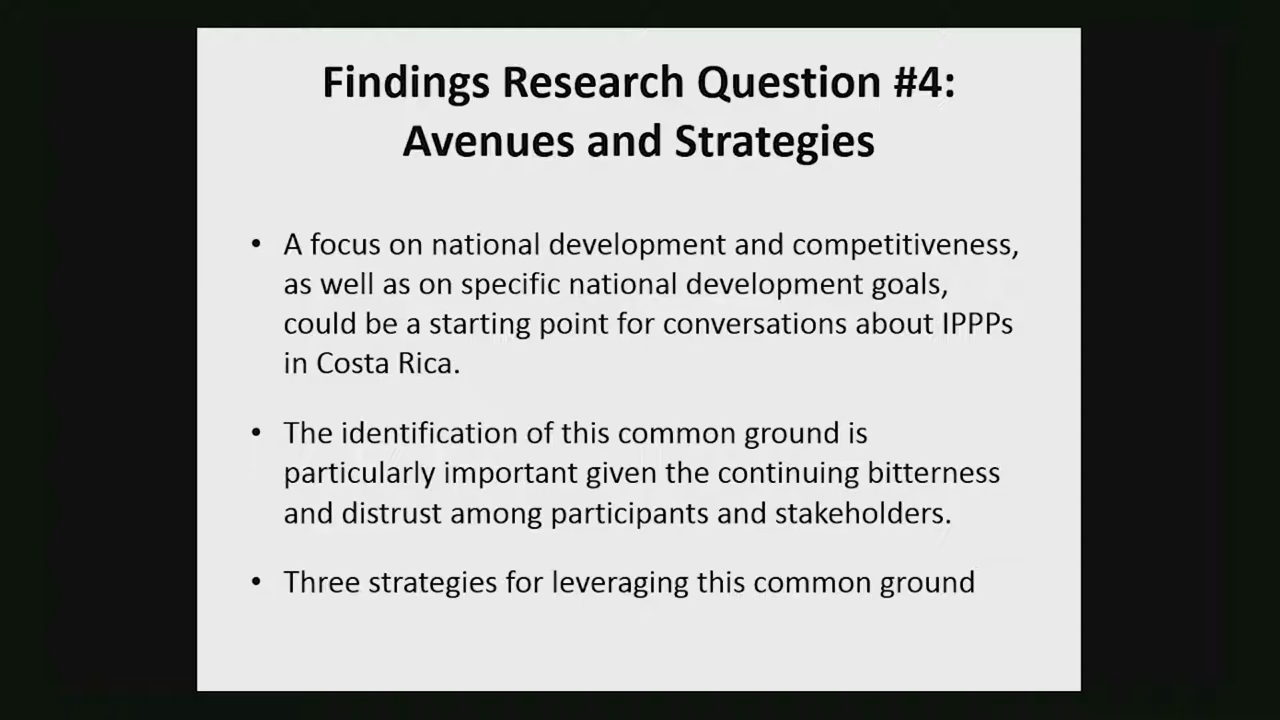 Findings Research Question #4:
Avenues and Strategies
• A focus on national development and competitiveness,
as well as on specific national development goals,
could be a starting point for conversations about IPPPs
in Costa Rica.
• The identification of this common ground is
particularly important given the continuing bitterness
and distrust among participants and stakeholders.
• Three strategies for leveraging this common ground